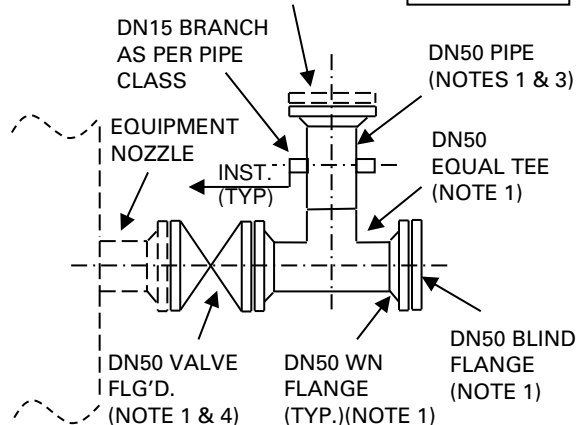 DN15 BRANCH
AS PER PIPE
CLASS
DN50 PIPE
(NOTES 1 & 3)
EQUIPMENT
NOZZLE
INST.
(TYP)
DN50
EQUAL TEE
(NOTE 1)
DN50 VALVE
FLG'D.
(NOTE 1 & 4)
DN50 WN
FLANGE
(TYP.)(NOTE 1)
DN50 BLIND
FLANGE
(NOTE 1)